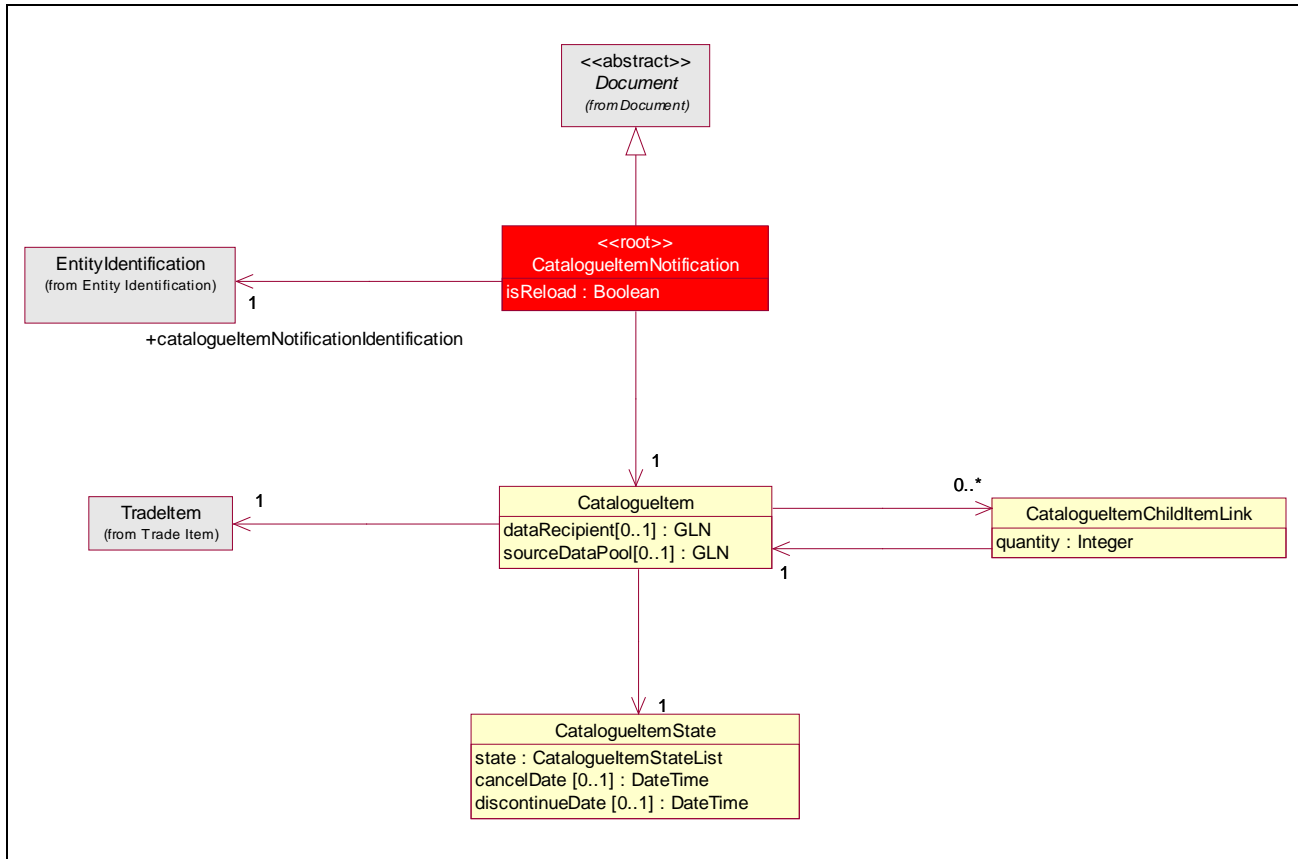 <<abstract>>
Document
(from Document)
<<root>>
CatalogueItemNotification
isReload : Boolean
EntityIdentification
(from Entity Identification)
1
+catalogueItemNotificationIdentification
1
TradeItem
(from Trade Item)
1
CatalogueItem
dataRecipient[0..1] : GLN
sourceDataPool[0..1] : GLN
0..*
1
CatalogueItemChildItemLink
quantity : Integer
1
CatalogueItemState
state : CatalogueItemStateList
cancelDate [0..1] : DateTime
discontinueDate [0..1] : DateTime